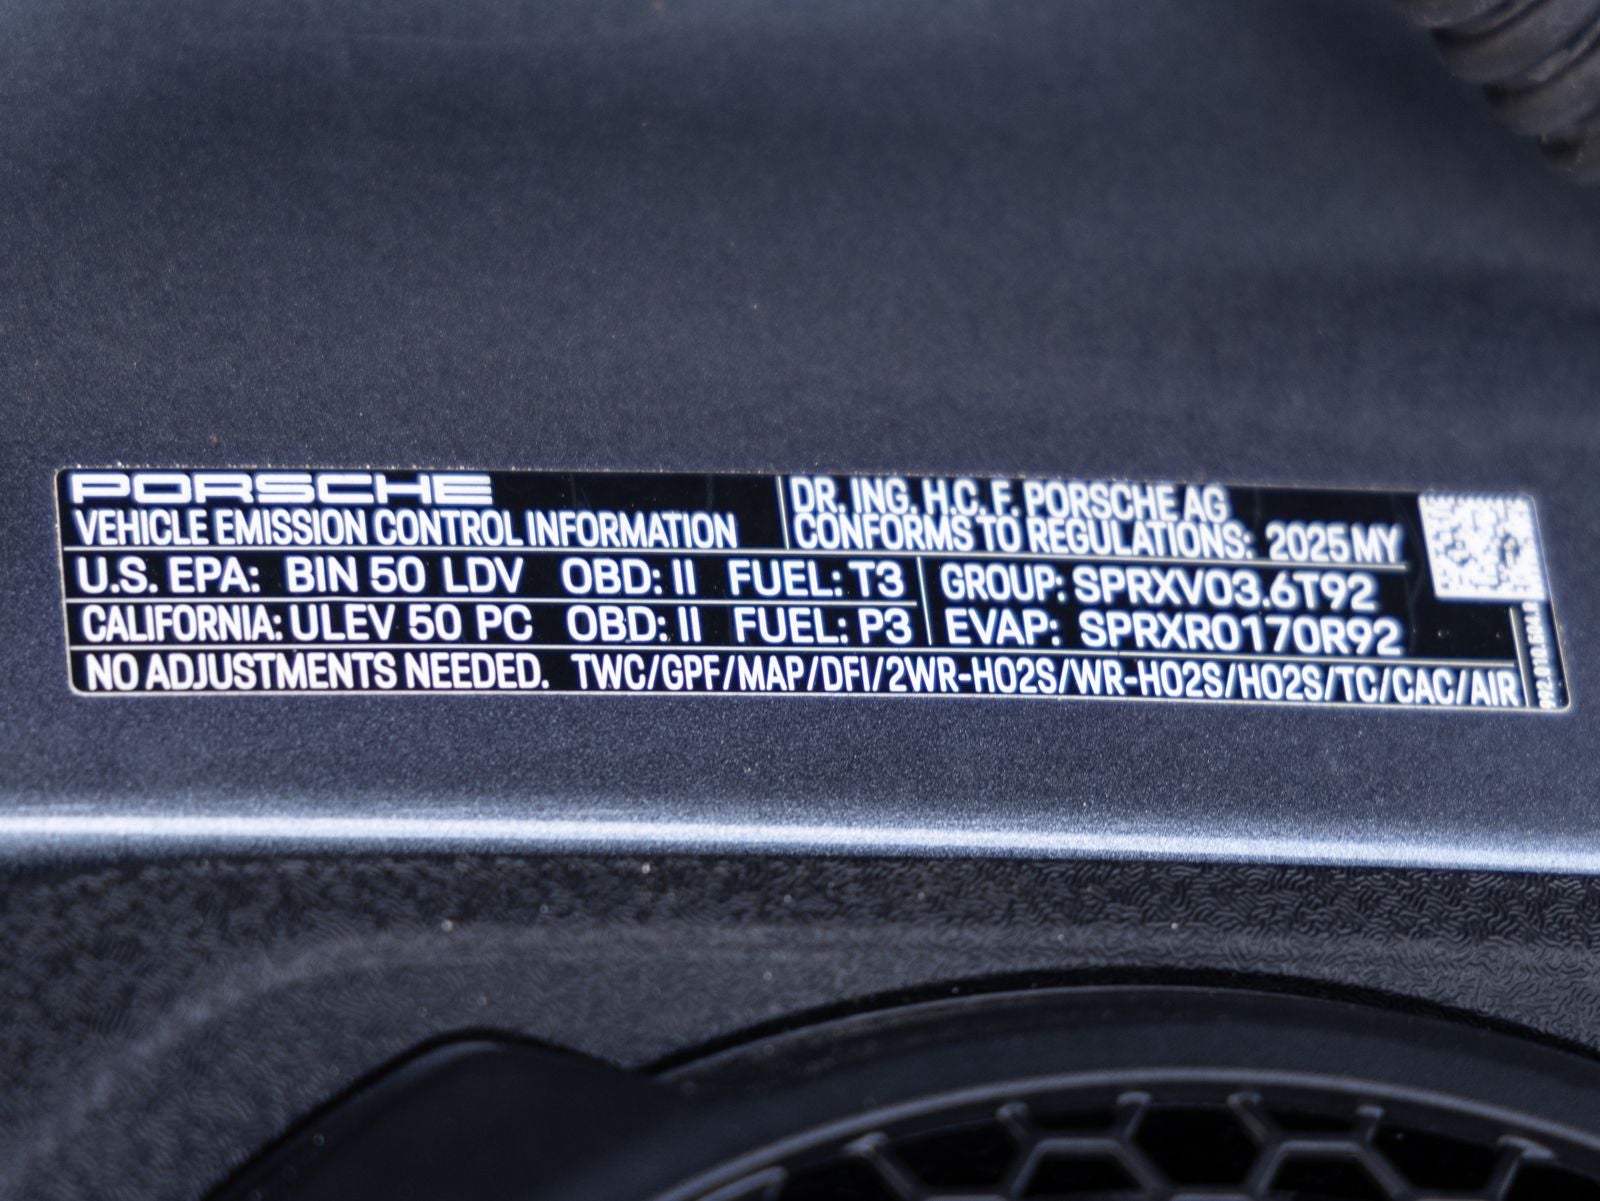 PORSCHE
VEHICLE EMISSION CONTROL INFORMATION
DR. ING. H.C. F. PORSCHE AG
CONFORMS TO REGULATIONS: 2025 MY
U.S. EPA: BIN 50 LDV OBD: II FUEL: T3
CALIFORNIA: ULEV 50 PC OBD: II FUEL: P3
GROUP: SPRXV03.6T92
EVAP: SPRXR0170R92
NO ADJUSTMENTS NEEDED. TWC/GPF/MAP/DFI/2WR-HO2S/WR-HO2S/HO2S/TC/CAC/AIR